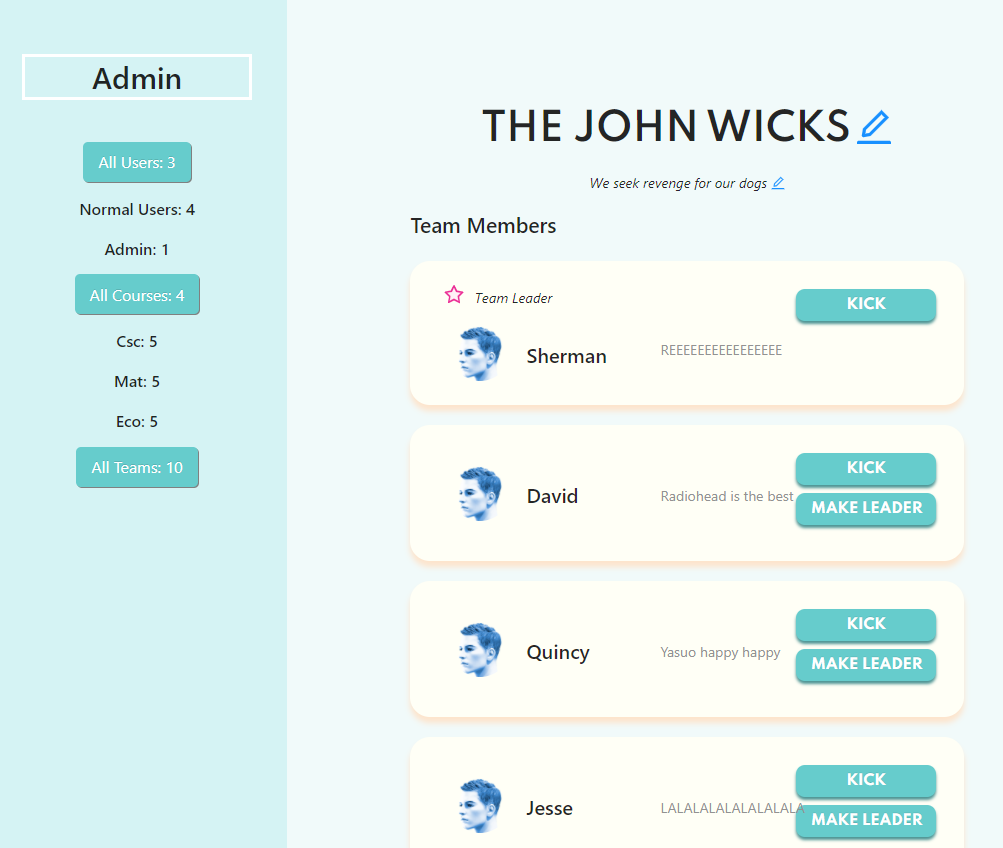 Admin
All Users: 3
Normal Users: 4
Admin: 1
All Courses: 4
Csc: 5
Mat: 5
Eco: 5
All Teams: 10
THE JOHN WICKS
We seek revenge for our dogs
Team Members
Team Leader
KICK
Sherman
REEEEEEEEEEEEEEEE
KICK
David
Radiohead is the best
MAKE LEADER
KICK
Quincy
Yasuo happy happy
MAKE LEADER
KICK
Jesse
LALALALALALALALALA
MAKE LEADER